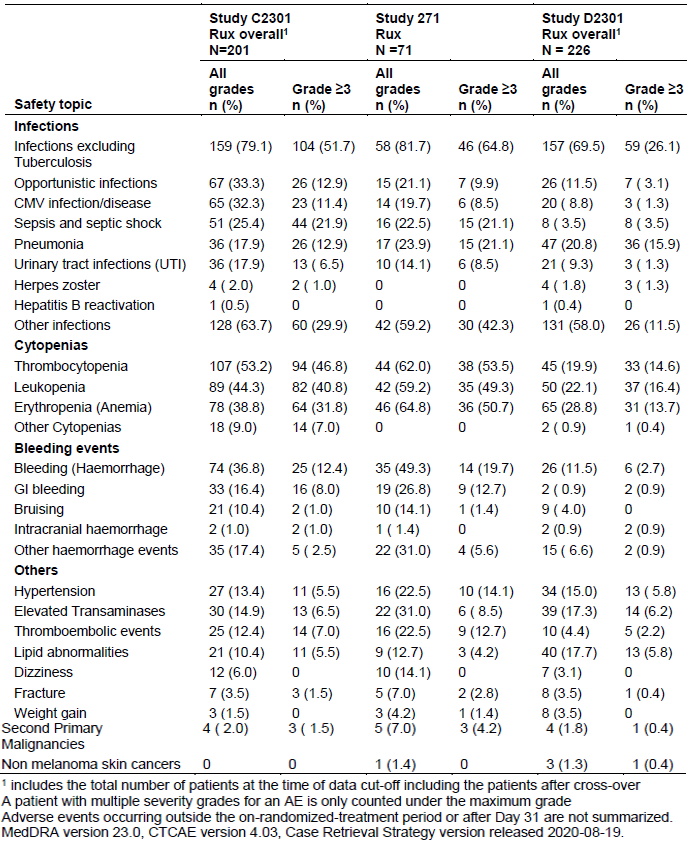 Study C2301 Study 271 Study D2301
Rux overall1 Rux Rux overall1
N=201 N =71 N = 226
All All All
grades Grade ≥3 grades Grade ≥3 grades Grade ≥3
Safety topic n (%) n (%) n (%) n (%) n (%) n (%)
Infections
Infections excluding 159 (79.1) 104 (51.7) 58 (81.7) 46 (64.8) 157 (69.5) 59 (26.1)
Tuberculosis
Opportunistic infections 67 (33.3) 26 (12.9) 15 (21.1) 7 (9.9) 26 (11.5) 7 ( 3.1)
CMV infection/disease 65 (32.3) 23 (11.4) 14 (19.7) 6 (8.5) 20 ( 8.8) 3 (1.3)
Sepsis and septic shock 51 (25.4) 44 (21.9) 16 (22.5) 15 (21.1) 8 ( 3.5) 8 (3.5)
Pneumonia 36 (17.9) 26 (12.9) 17 (23.9) 15 (21.1) 47 (20.8) 36 (15.9)
Urinary tract infections (UTI) 36 (17.9) 13 ( 6.5) 10 (14.1) 6 (8.5) 21 ( 9.3) 3 (1.3)
Herpes zoster 4 ( 2.0) 2 ( 1.0) 0 0 4 ( 1.8) 3 (1.3)
Hepatitis B reactivation 1 (0.5) 0 0 0 1 (0.4) 0
Other infections 128 (63.7) 60 (29.9) 42 (59.2) 30 (42.3) 131 (58.0) 26 (11.5)
Cytopenias
Thrombocytopenia 107 (53.2) 94 (46.8) 44 (62.0) 38 (53.5) 45 (19.9) 33 (14.6)
Leukopenia 89 (44.3) 82 (40.8) 42 (59.2) 35 (49.3) 50 (22.1) 37 (16.4)
Erythropenia (Anemia) 78 (38.8) 64 (31.8) 46 (64.8) 36 (50.7) 65 (28.8) 31 (13.7)
Other Cytopenias 18 (9.0) 14 (7.0) 0 0 2 ( 0.9) 1 (0.4)
Bleeding events
Bleeding (Haemorrhage) 74 (36.8) 25 (12.4) 35 (49.3) 14 (19.7) 26 (11.5) 6 (2.7)
GI bleeding 33 (16.4) 16 (8.0) 19 (26.8) 9 (12.7) 2 ( 0.9) 2 (0.9)
Bruising 21 (10.4) 2 (1.0) 10 (14.1) 1 (1.4) 9 (4.0) 0
Intracranial haemorrhage 2 (1.0) 2 (1.0) 1 ( 1.4) 0 2 (0.9) 2 (0.9)
Other haemorrhage events 35 (17.4) 5 ( 2.5) 22 (31.0) 4 (5.6) 15 ( 6.6) 2 (0.9)
Others
Hypertension 27 (13.4) 11 (5.5) 16 (22.5) 10 (14.1) 34 (15.0) 13 ( 5.8)
Elevated Transaminases 30 (14.9) 13 (6.5) 22 (31.0) 6 ( 8.5) 39 (17.3) 14 (6.2)
Thromboembolic events 25 (12.4) 14 (7.0) 16 (22.5) 9 (12.7) 10 (4.4) 5 (2.2)
Lipid abnormalities 21 (10.4) 11 (5.5) 9 (12.7) 3 (4.2) 40 (17.7) 13 (5.8)
Dizziness 12 (6.0) 0 10 (14.1) 0 7 (3.1) 0
Fracture 7 (3.5) 3 (1.5) 5 (7.0) 2 (2.8) 8 (3.5) 1 (0.4)
Weight gain 3 (1.5) 0 3 (4.2) 1 (1.4) 8 (3.5) 0
Second Primary 4 ( 2.0) 3 ( 1.5) 5 (7.0) 3 (4.2) 4 (1.8) 1 (0.4)
Malignancies
Non melanoma skin cancers 0 0 1 (1.4) 0 3 (1.3) 1 (0.4)
1 includes the total number of patients at the time of data cut-off including the patients after cross-over
A patient with multiple severity grades for an AE is only counted under the maximum grade
Adverse events occurring outside the on-randomized-treatment period or after Day 31 are not summarized.
MedDRA version 23.0, CTCAE version 4.03, Case Retrieval Strategy version released 2020-08-19.